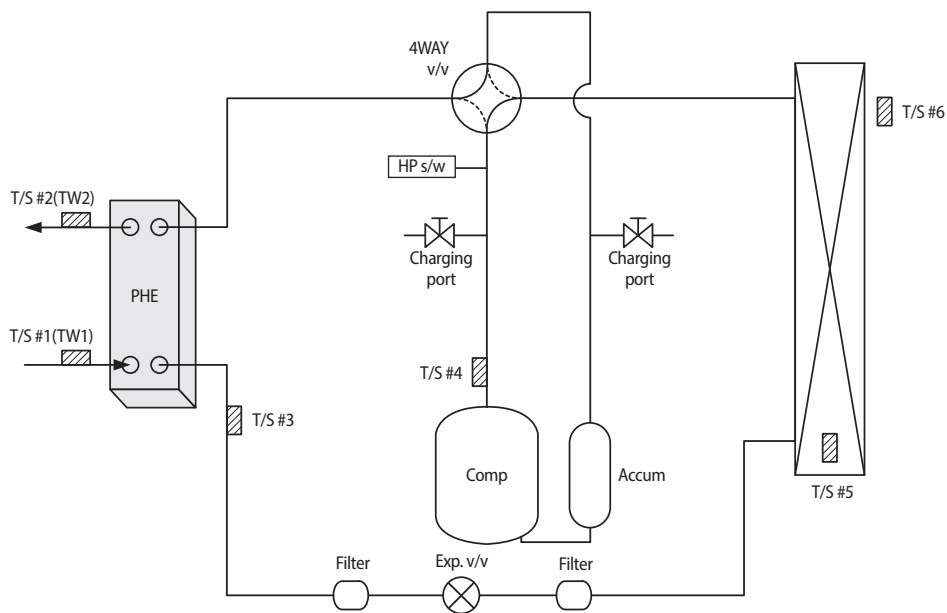 4WAY
v/v
T/S #6
HP s/w
T/S #2(TW2)
Charging
port
Charging
port
PHE
T/S #1(TW1)
T/S #4
T/S #3
Comp
Accum
T/S #5
Filter
Exp. v/v
Filter